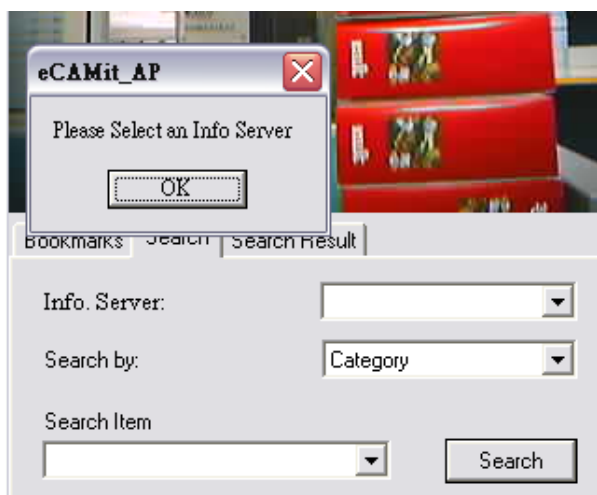 eCAMit_AP
Please Select an Info Server
OK
Bookmarks Search Search Result
Info. Server:
Search by: Category
Search Item
Search